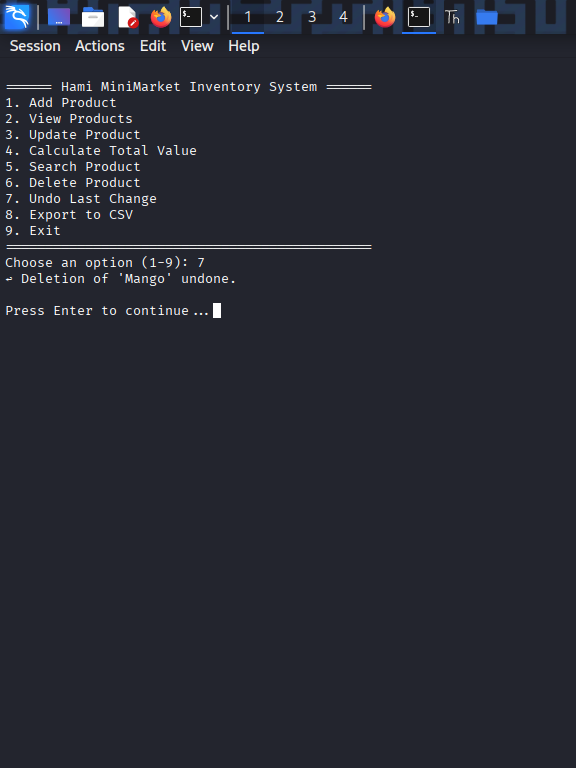 1 2 3 4
Session Actions Edit View Help
====== Hami MiniMarket Inventory System ======
1. Add Product
2. View Products
3. Update Product
4. Calculate Total Value
5. Search Product
6. Delete Product
7. Undo Last Change
8. Export to CSV
9. Exit
==============================================
Choose an option (1-9): 7
↩ Deletion of 'Mango' undone.
Press Enter to continue...